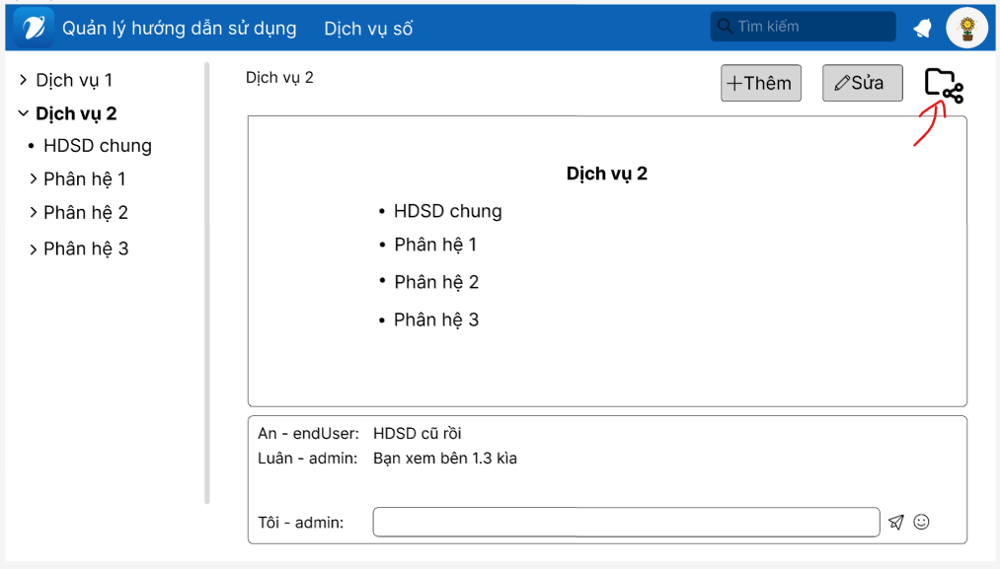 Quản lý hướng dẫn sử dụng Dịch vụ số Tìm kiếm
Dịch vụ 1
Dịch vụ 2
• HDSD chung
Phân hệ 1
Phân hệ 2
Phân hệ 3
Dịch vụ 2 +Thêm Sửa
Dịch vụ 2
• HDSD chung
• Phân hệ 1
• Phân hệ 2
• Phân hệ 3
An - endUser: HDSD cũ rồi
Luân - admin: Bạn xem bên 1.3 kìa
Tôi - admin: